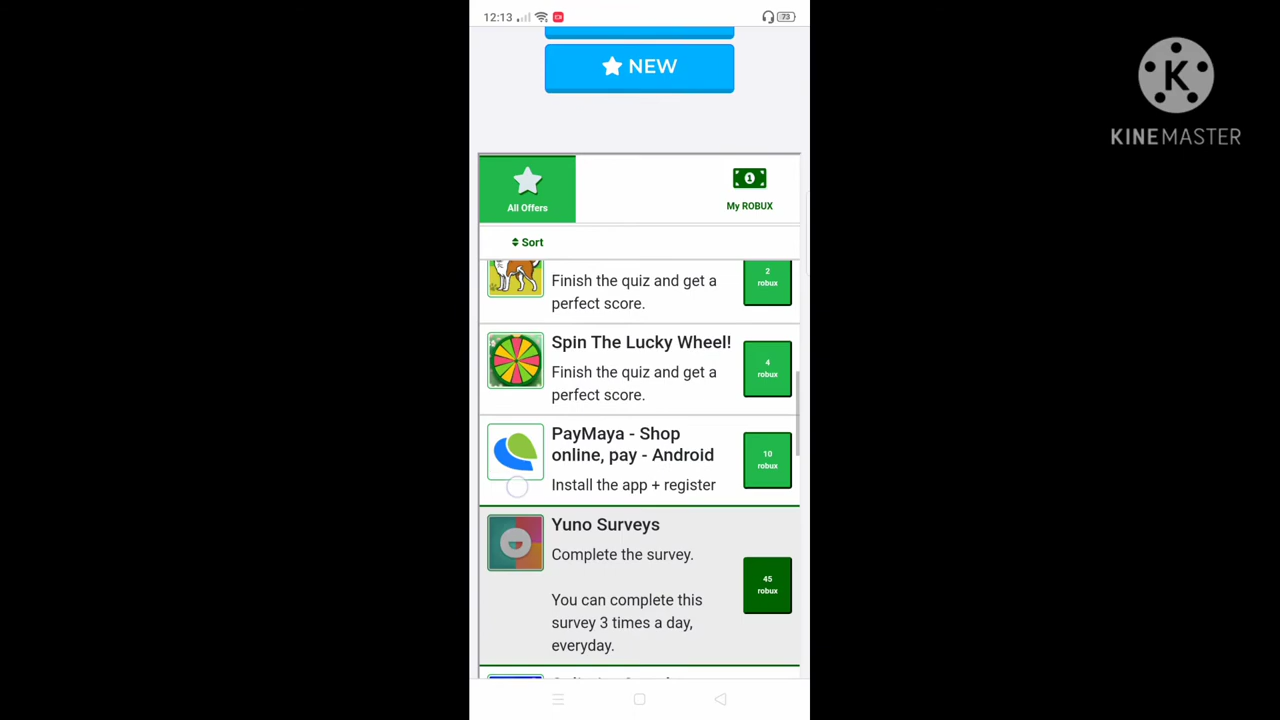 12:13
73
NEW
K
KINEMASTER
All Offers
My ROBUX
Sort
Finish the quiz and get a
perfect score.
2
robux
Spin The Lucky Wheel!
Finish the quiz and get a
perfect score.
4
robux
PayMaya - Shop
online, pay - Android
Install the app + register
10
robux
Yuno Surveys
Complete the survey.
You can complete this
survey 3 times a day,
everyday.
45
robux